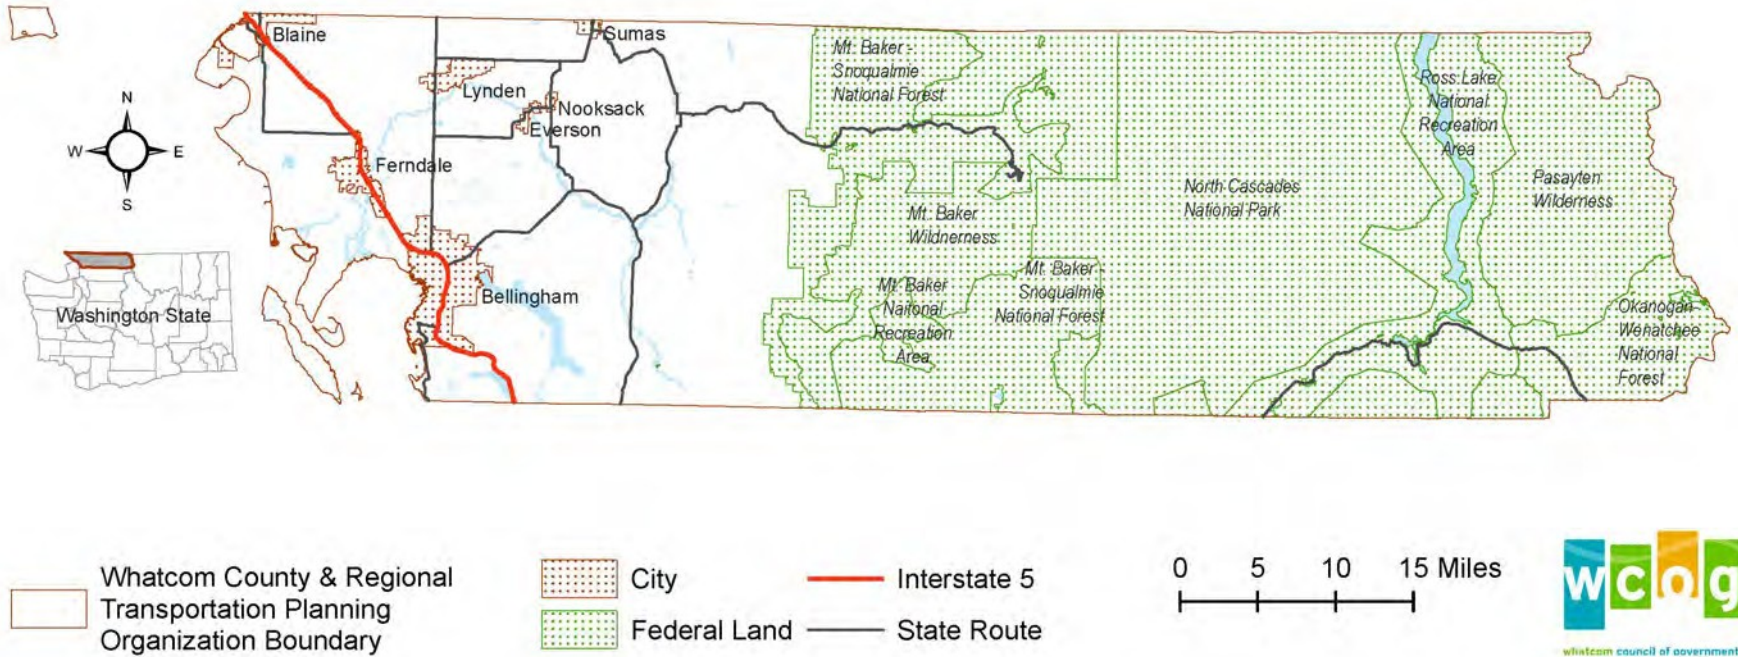 Blaine
Sumas
Mt. Baker -
Snoqualmie
National Forest
Lynden
Nooksack
Everson
Ross Lake
National
Recreation
Area
N
W
E
S
Ferndale
North Cascades
National Park
Pasayten
Wilderness
Mt. Baker
Wildnerness
Washington State
Bellingham
Mt. Baker
Naitonal
Recreation
Area
Mt. Baker -
Snoqualmie
National Forest
Okanogan-
Wenatchee
National
Forest
Whatcom County & Regional
Transportation Planning
Organization Boundary
City
Federal Land
Interstate 5
State Route
0 5 10 15 Miles
wcog
whatcom council of government